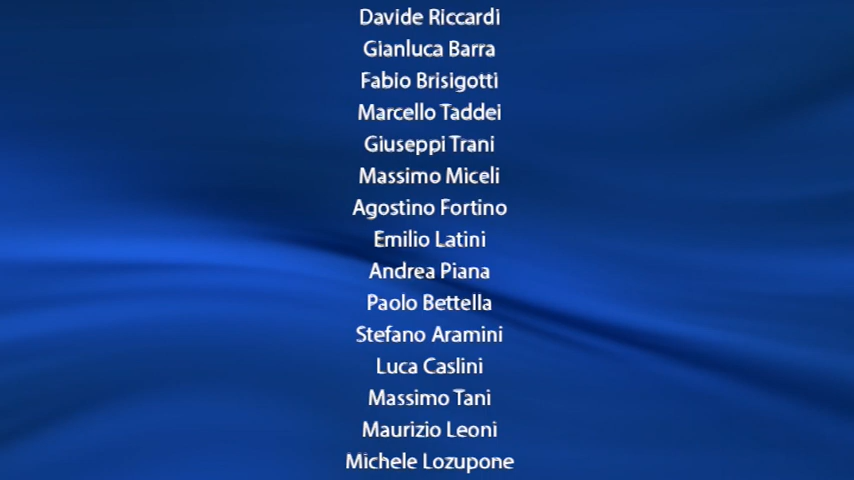 Davide Riccardi
Gianluca Barra
Fabio Brisigotti
Marcello Taddei
Giuseppi Trani
Massimo Miceli
Agostino Fortino
Emilio Latini
Andrea Piana
Paolo Bettella
Stefano Aramini
Luca Caslini
Massimo Tani
Maurizio Leoni
Michele Lozupone